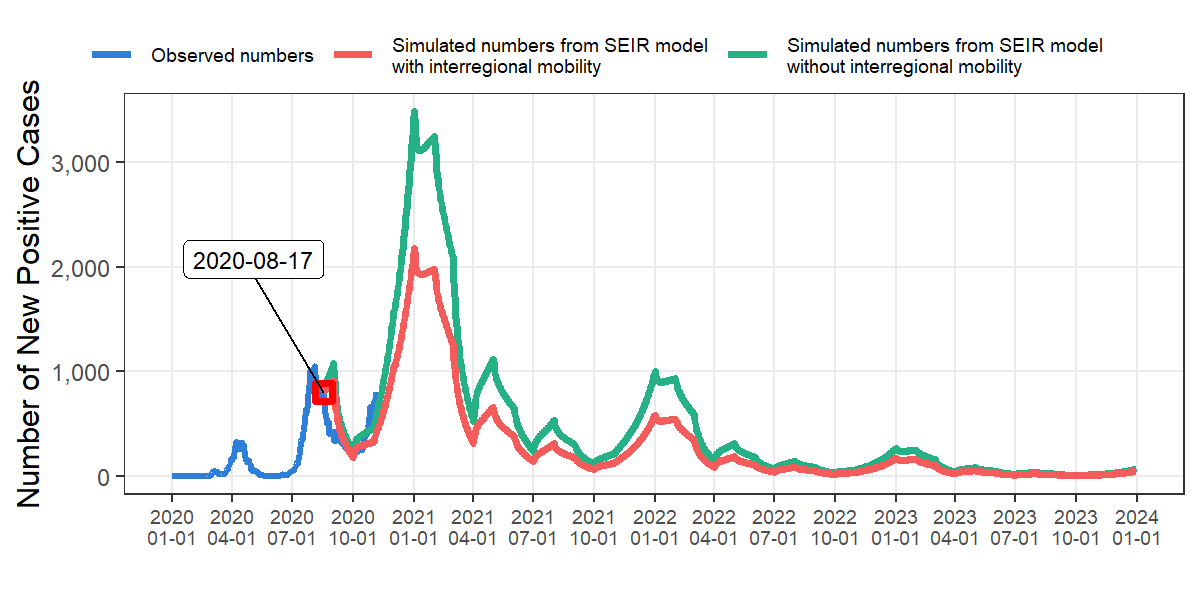 Observed numbers
Simulated numbers from SEIR model
with interregional mobility
Simulated numbers from SEIR model
without interregional mobility
Number of New Positive Cases
3,000
2,000
1,000
0
2020-08-17
2020 2020 2020 2020 2021 2021 2021 2021 2022 2022 2022 2022 2023 2023 2023 2023 2024
01-01 04-01 07-01 10-01 01-01 04-01 07-01 10-01 01-01 04-01 07-01 10-01 01-01 04-01 07-01 10-01 01-01